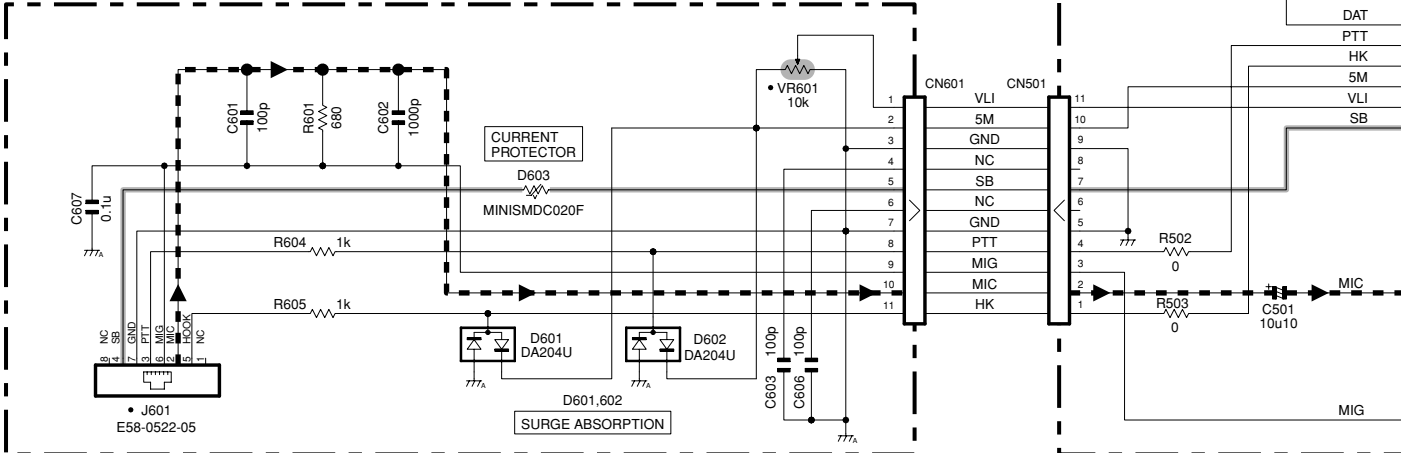 DAT
PTT
HK
5M
VLI
SB
C601
100p
R601
680
C602
1000p
• VR601
10k
CN601
CN501
1 VLI 11
2 5M 10
3 GND 9
4 NC 8
5 SB 7
6 NC 6
7 GND 5
8 PTT 4
9 MIG 3
10 MIC 2
11 HK 1
CURRENT
PROTECTOR
D603
MINISMDC020F
C607
0.1u
A
R604 1k
R605 1k
R502
0
R503
0
+
C501
10u10
MIC
MIG
NC
SB
GND
PTT
MIG
MIC
HOOK
NC
8 4 7 3 6 2 5 1
• J601
E58-0522-05
D601
DA204U
A
D602
DA204U
A
D601,602
SURGE ABSORPTION
C603
100p
C606
100p
A